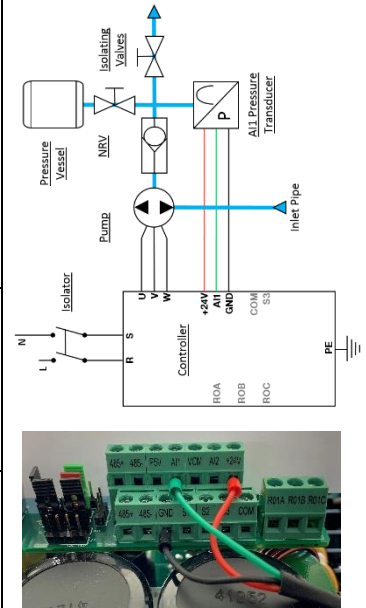 Isolating
Valves
Pressure
Vessel
NRV
P
AI1 Pressure
Transducer
Pump
Inlet Pipe
Isolator
N
L
S
R
U
V
W
+24V
AI1
GND
COM
S3
Controller
ROA
ROB
ROC
PE
485+ 485- P5V AI1 VCM AI2 +24V
485+ 485- GND S1 S2 COM
R01A R01B R01C